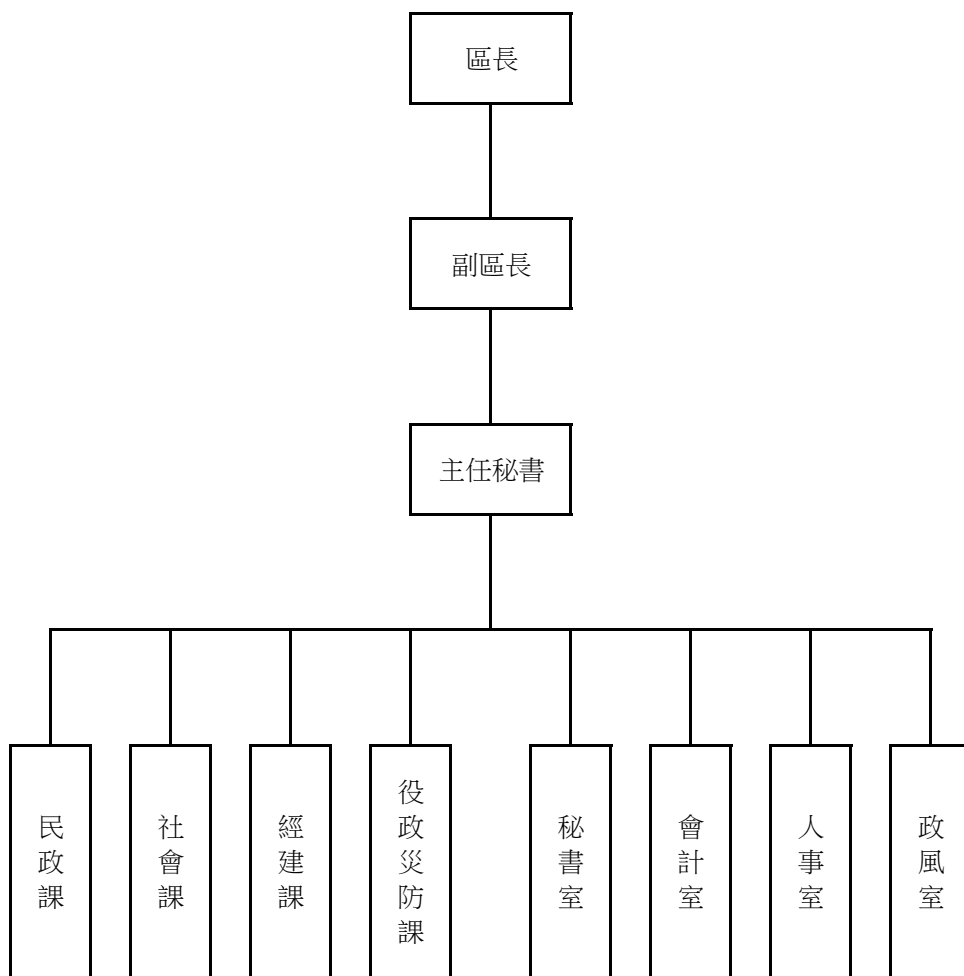 區長
副區長
主任秘書
民政課
社會課
經建課
役政災防課
秘書室
會計室
人事室
政風室